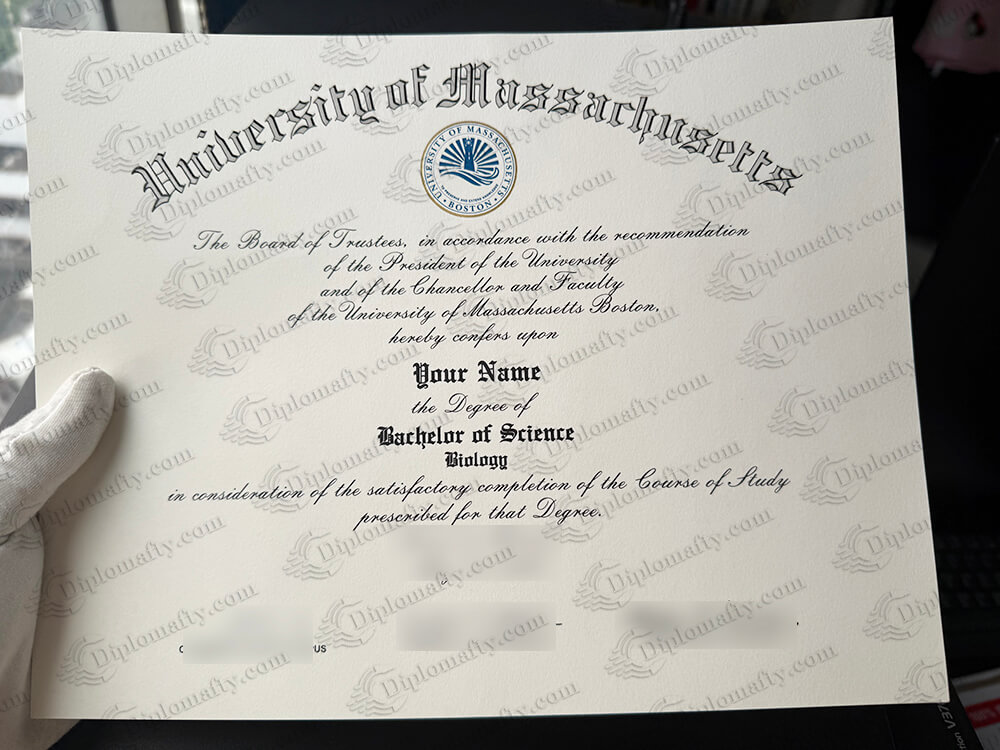 University of Massachusetts
UNIVERSITY OF MASSACHUSETTS
· BOSTON ·
The Board of Trustees, in accordance with the recommendation
of the President of the University
and of the Chancellor and Faculty
of the University of Massachusetts Boston,
hereby confers upon
Your Name
the Degree of
Bachelor of Science
Biology
in consideration of the satisfactory completion of the Course of Study
prescribed for that Degree.
US
Diplomafty.com